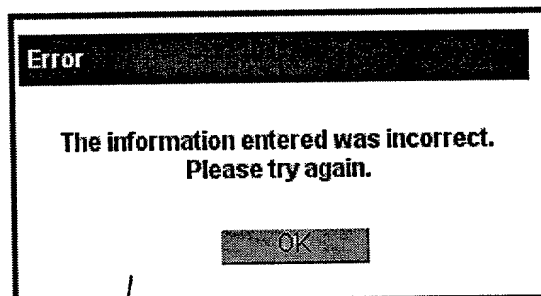 Error
The information entered was incorrect.
Please try again.
OK